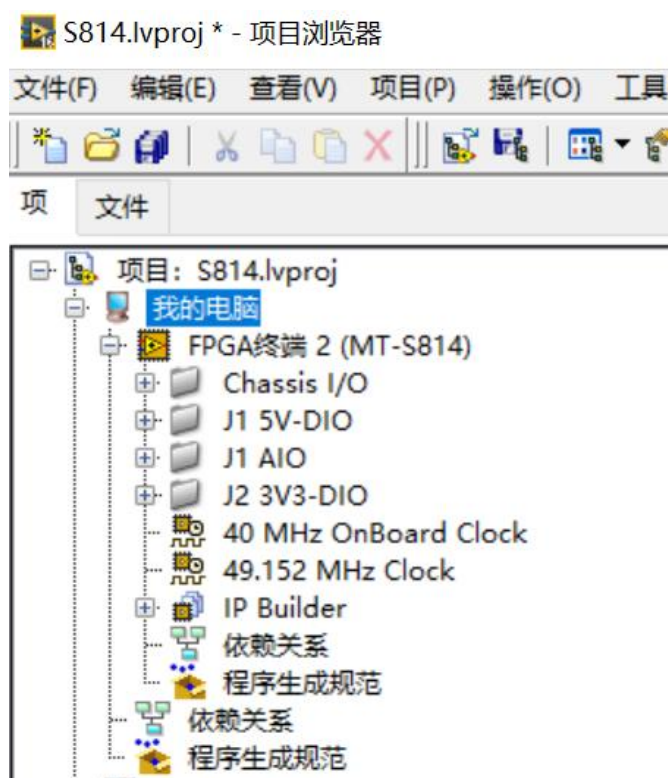 S814.lvproj * - 项目浏览器
文件(F) 编辑(E) 查看(V) 项目(P) 操作(O) 工具
项 文件
项目：S814.lvproj
我的电脑
FPGA终端 2 (MT-S814)
Chassis I/O
J1 5V-DIO
J1 AIO
J2 3V3-DIO
40 MHz OnBoard Clock
49.152 MHz Clock
IP Builder
依赖关系
程序生成规范
依赖关系
程序生成规范